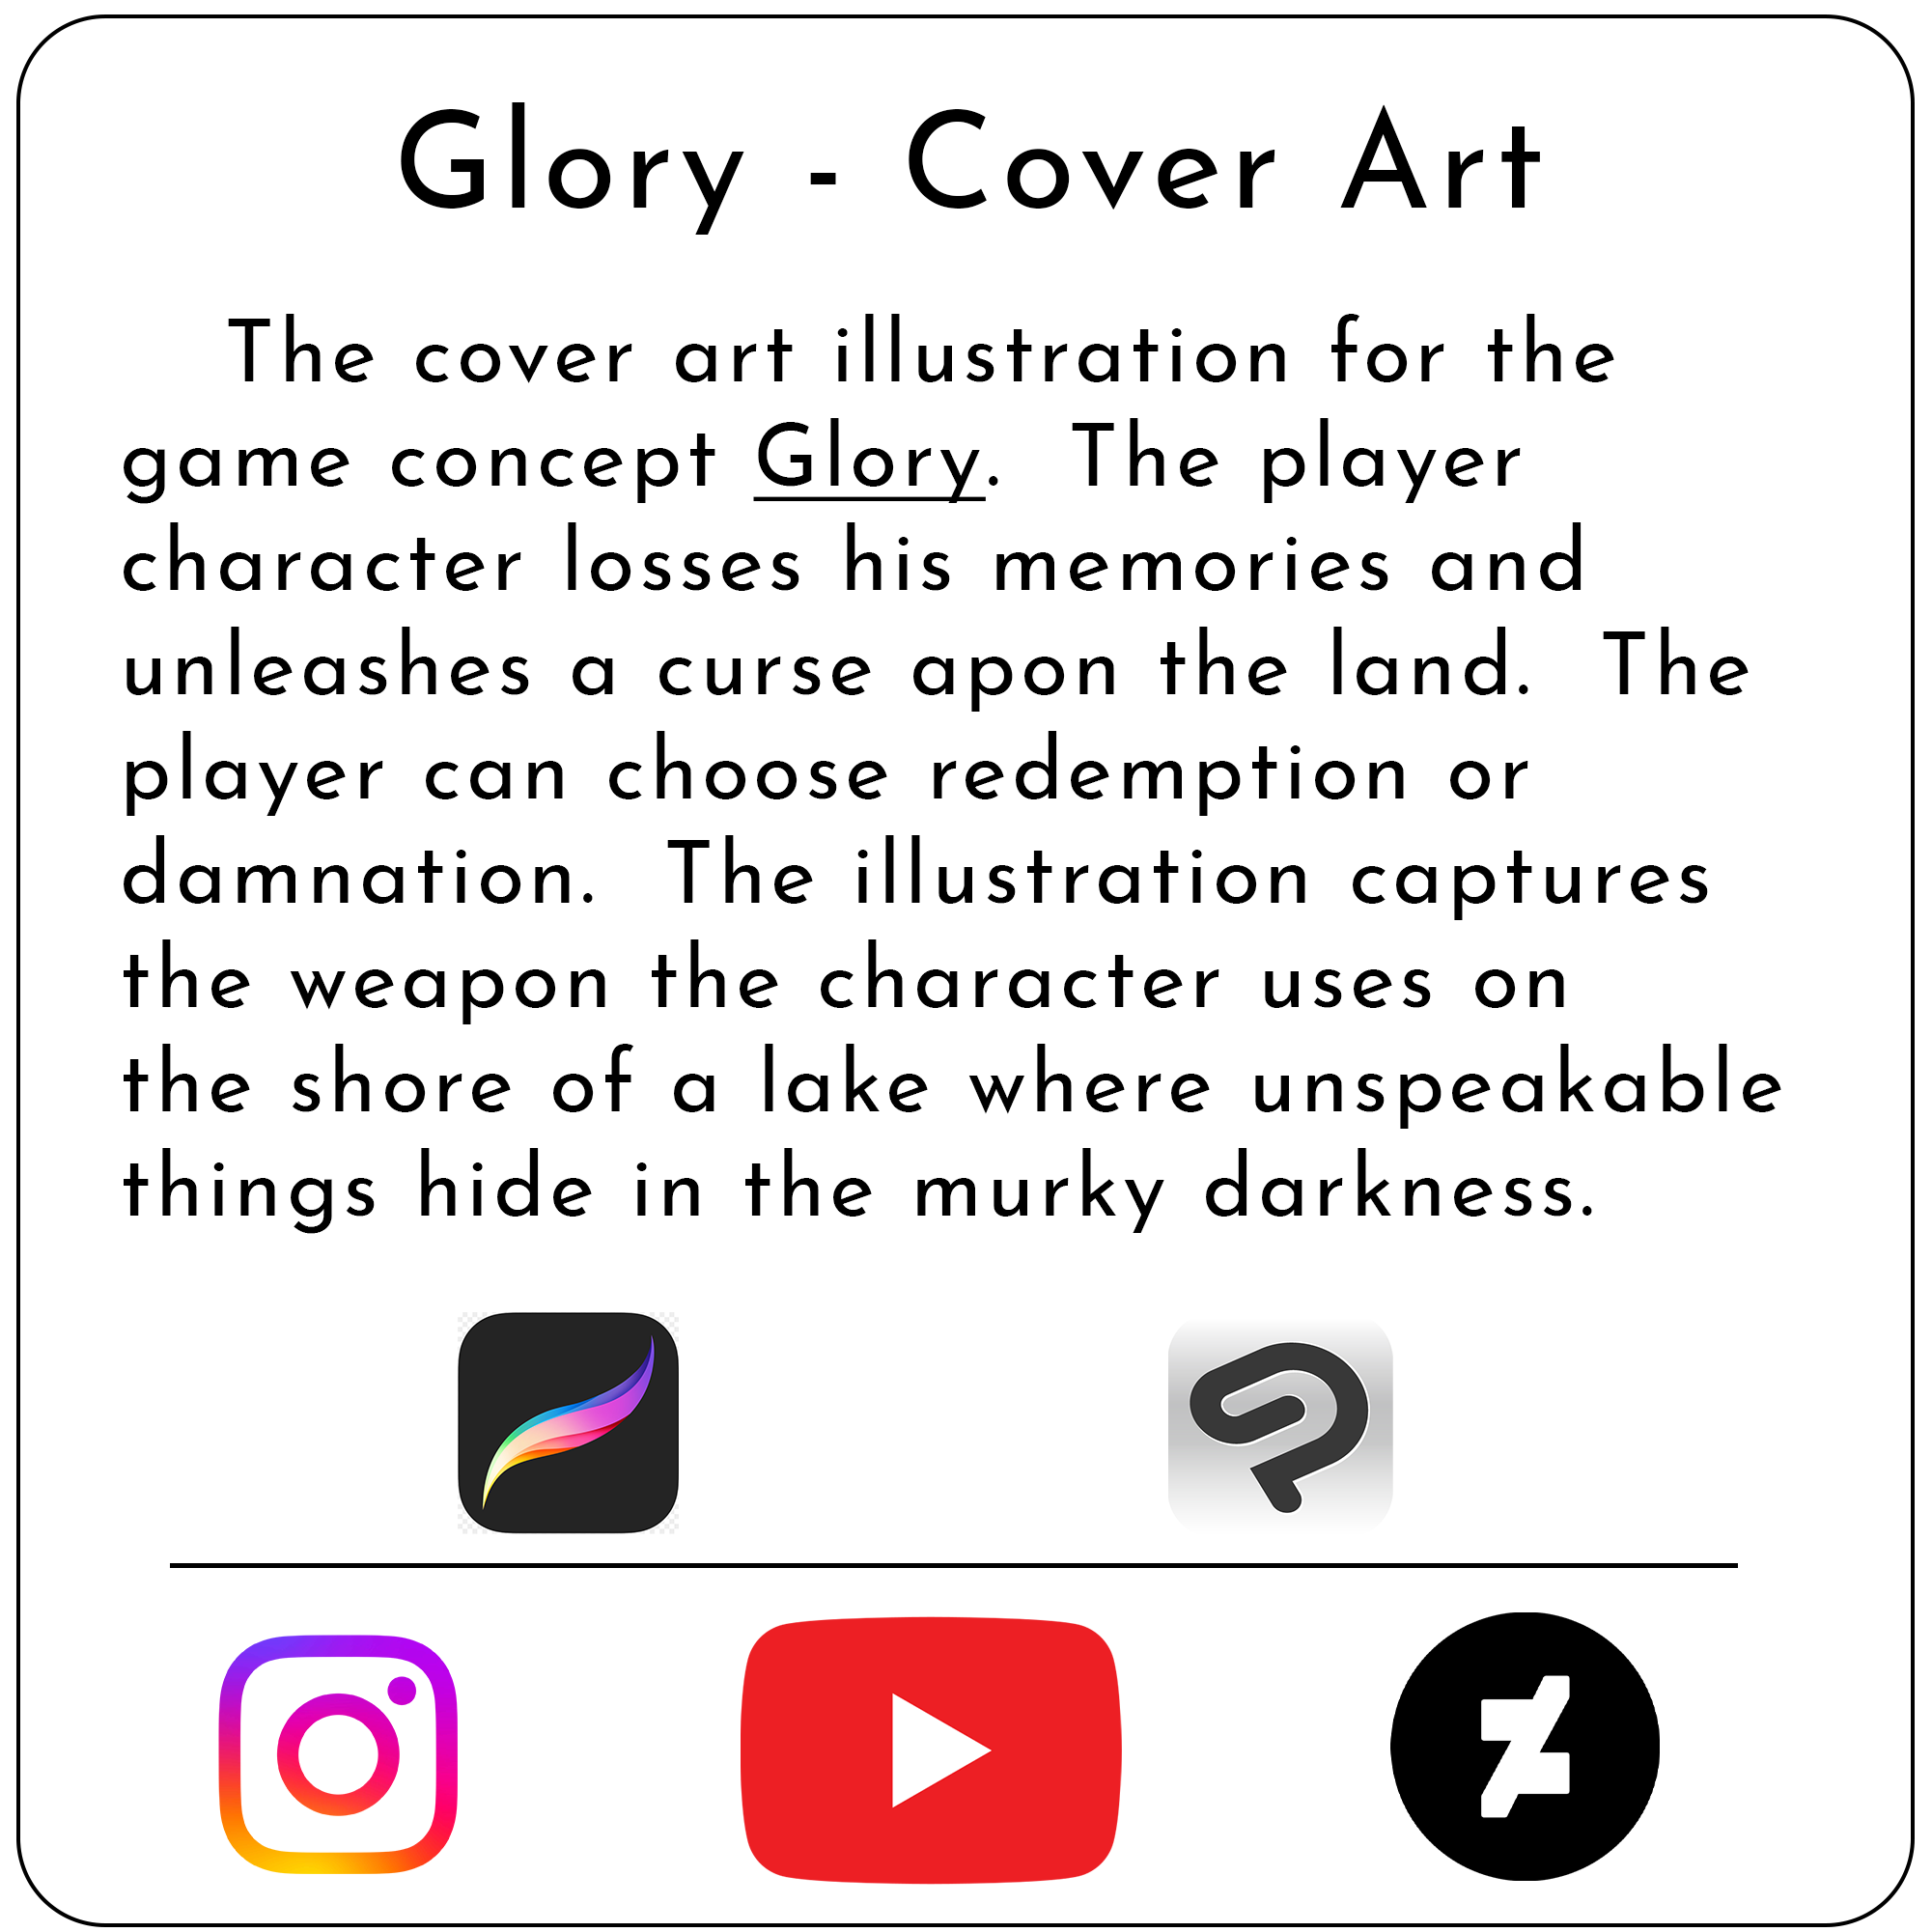 Glory - Cover Art
The cover art illustration for the
game concept Glory. The player
character losses his memories and
unleashes a curse apon the land. The
player can choose redemption or
damnation. The illustration captures
the weapon the character uses on
the shore of a lake where unspeakable
things hide in the murky darkness.